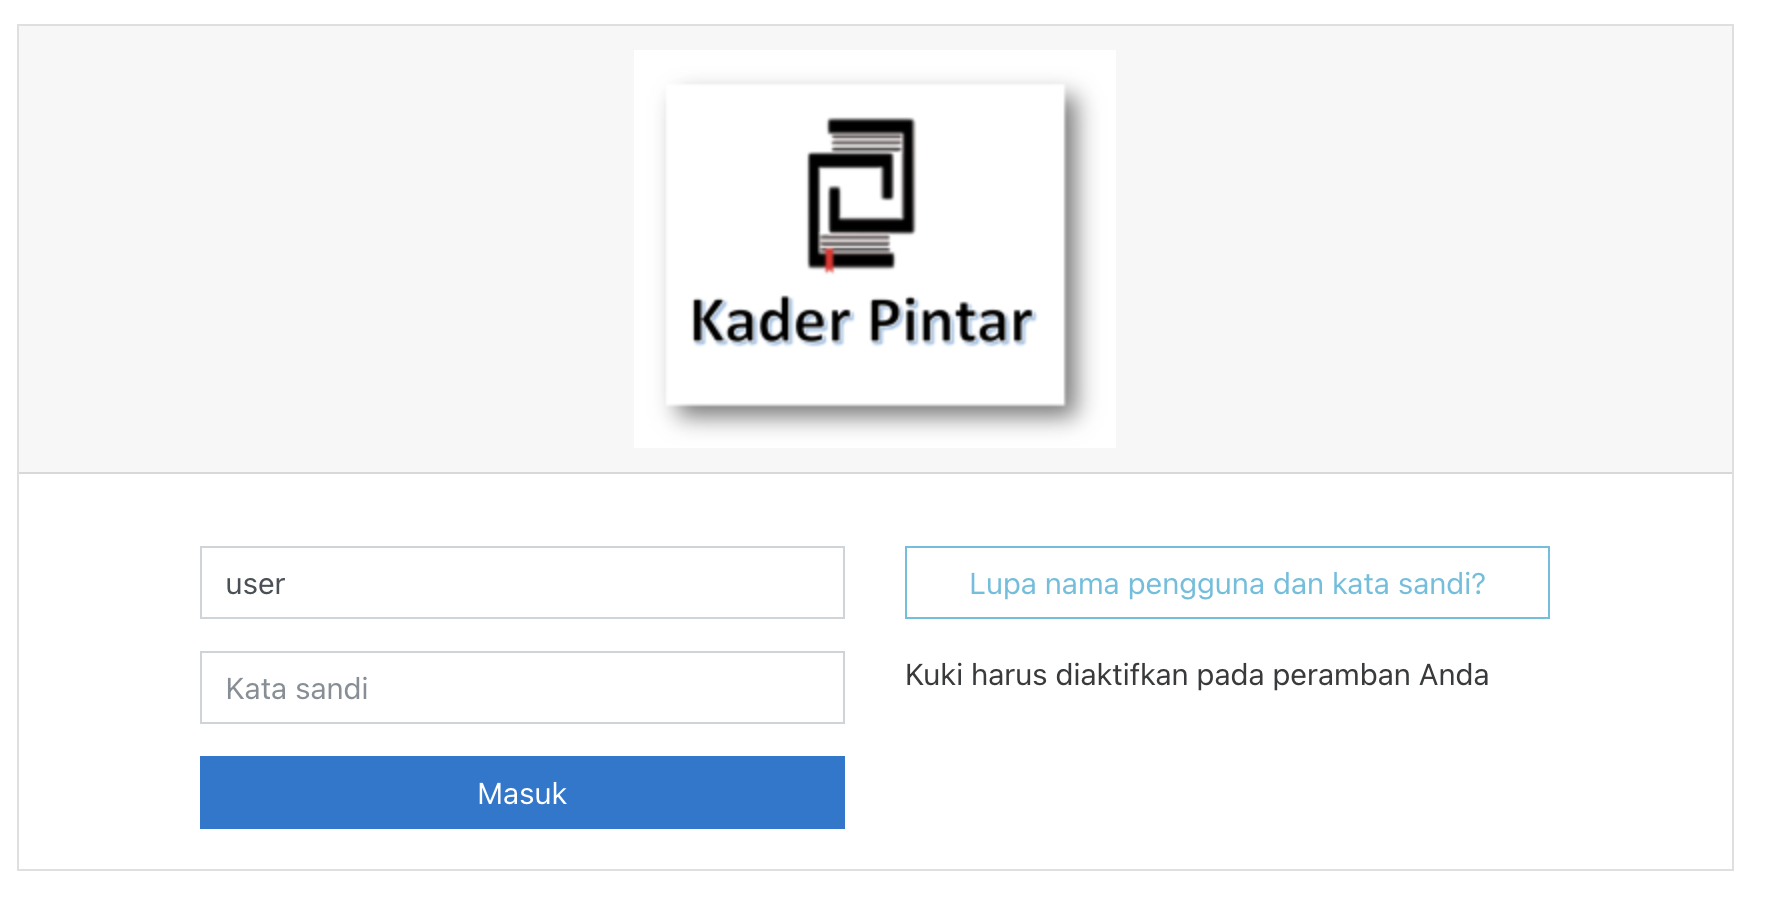 Kader Pintar
user
Lupa nama pengguna dan kata sandi?
Kata sandi
Kuki harus diaktifkan pada peramban Anda
Masuk